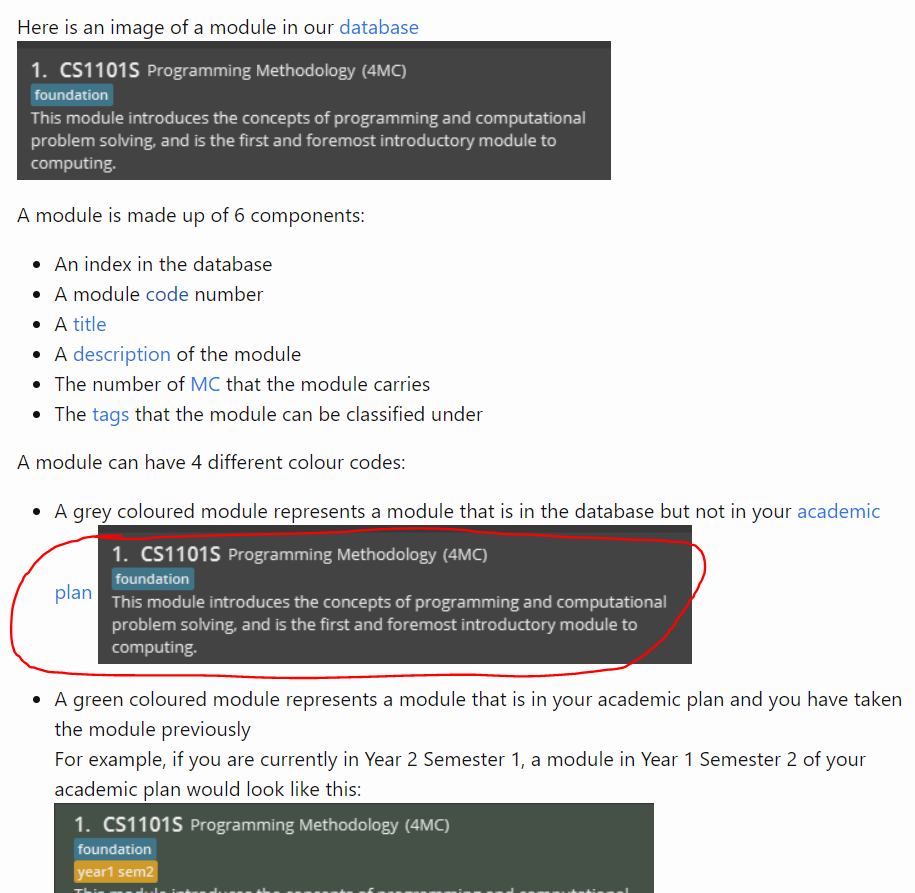 Here is an image of a module in our database
1. CS1101S Programming Methodology (4MC)
foundation
This module introduces the concepts of programming and computational
problem solving, and is the first and foremost introductory module to
computing.
A module is made up of 6 components:
• An index in the database
• A module code number
• A title
• A description of the module
• The number of MC that the module carries
• The tags that the module can be classified under
A module can have 4 different colour codes:
• A grey coloured module represents a module that is in the database but not in your academic
plan
1. CS1101S Programming Methodology (4MC)
foundation
This module introduces the concepts of programming and computational
problem solving, and is the first and foremost introductory module to
computing.
• A green coloured module represents a module that is in your academic plan and you have taken
the module previously
For example, if you are currently in Year 2 Semester 1, a module in Year 1 Semester 2 of your
academic plan would look like this:
1. CS1101S Programming Methodology (4MC)
foundation
year1 sem2
This module introduces the concepts of programming and computational